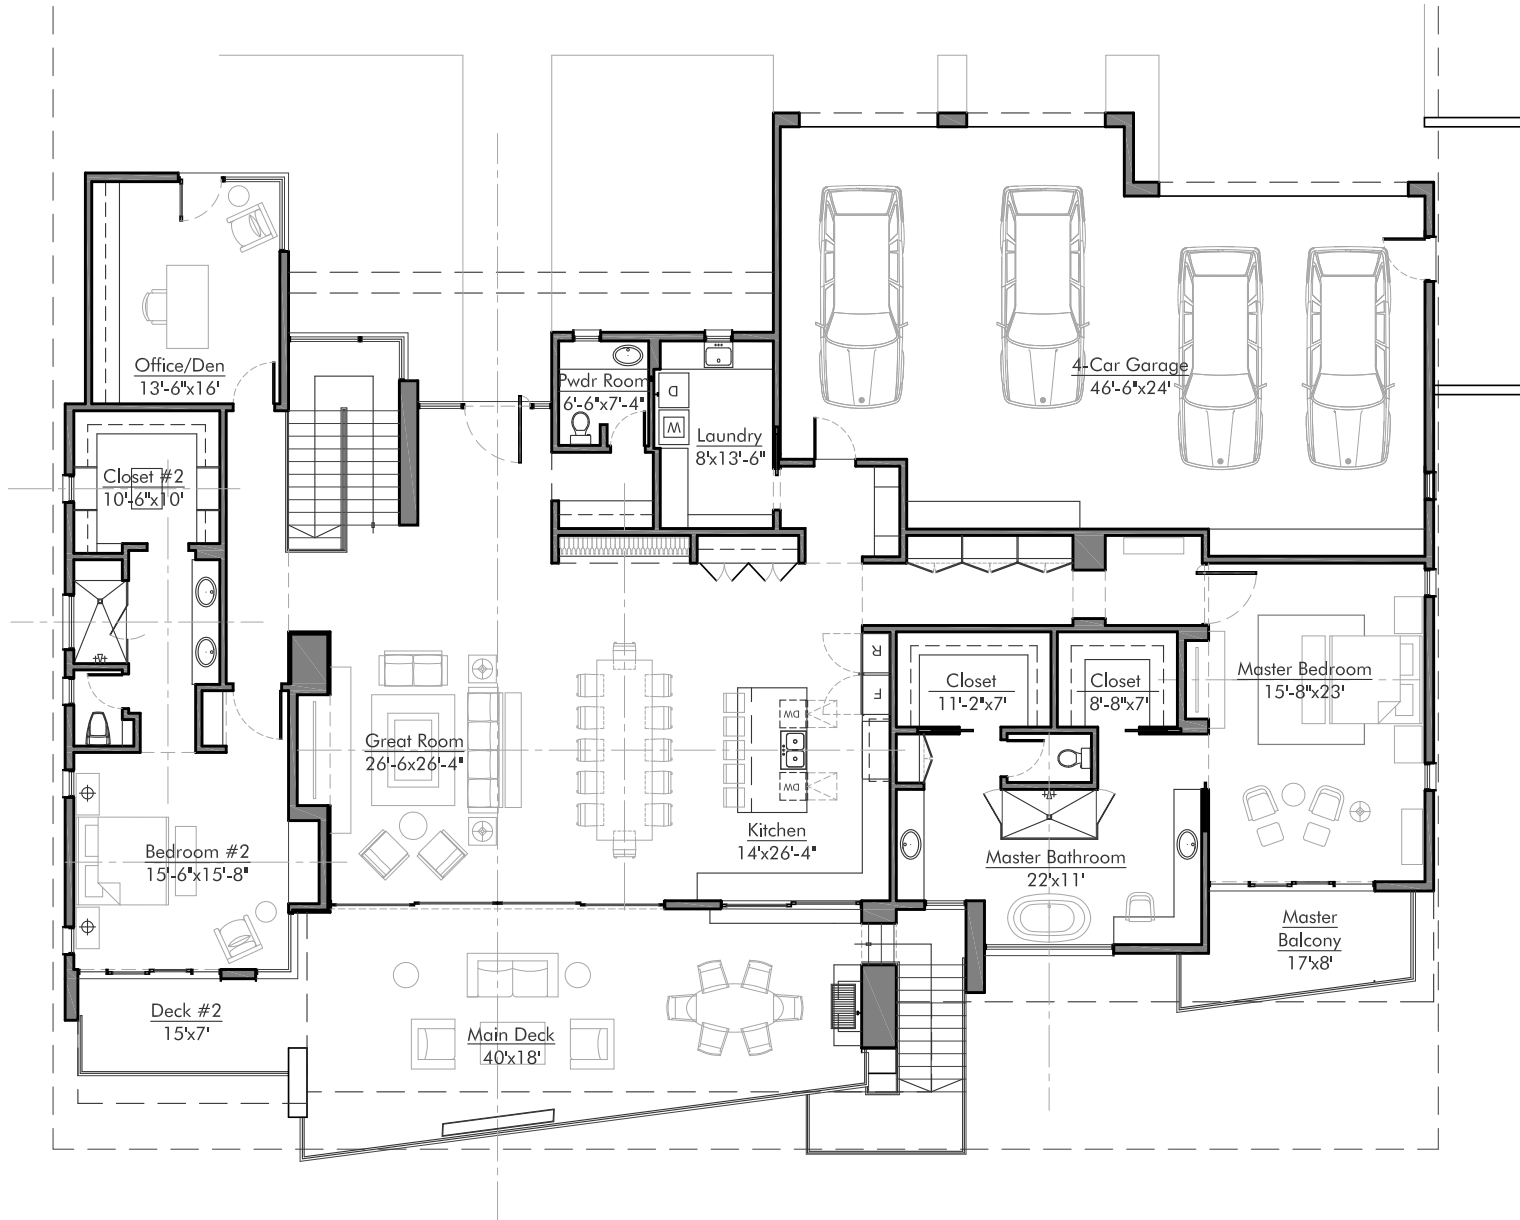 Office/Den
13'-6"x16'
Pwdr Room
6'-6"x7'-4"
D
W
Laundry
8'x13'-6"
4-Car Garage
46'-6"x24'
Closet #2
10'-6"x10'
R
F
Closet
11'-2"x7'
Closet
8'-8"x7'
Master Bedroom
15'-8"x23'
DW
Great Room
26'-6x26'-4"
DW
Kitchen
14'x26'-4"
Bedroom #2
15'-6"x15'-8"
Master Bathroom
22'x11'
Master
Balcony
17'x8'
Deck #2
15'x7'
Main Deck
40'x18'